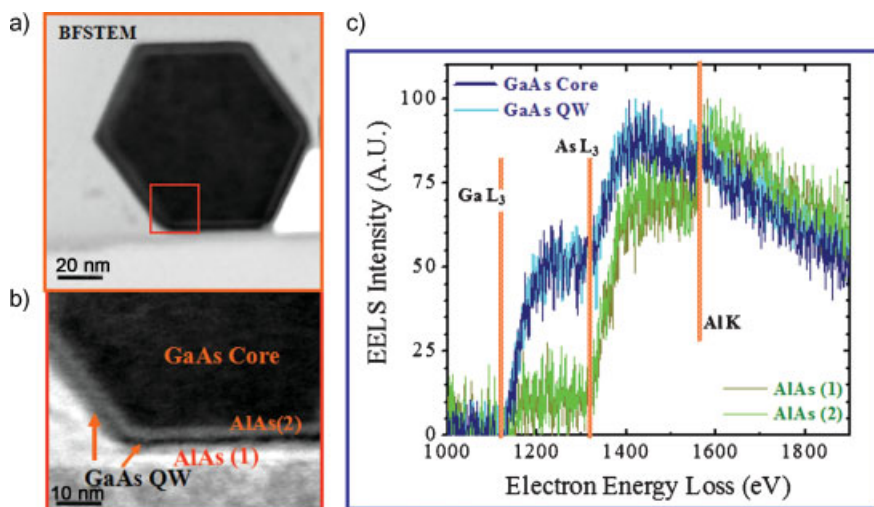 a)
BFSTEM
20 nm
b)
GaAs Core
AlAs(2)
AlAs (1)
GaAs QW
10 nm
c)
GaAs Core
GaAs QW
As L3
Ga L3
Al K
AlAs (1)
AlAs (2)
100
75
50
25
0
EELS Intensity (A.U.)
1000 1200 1400 1600 1800
Electron Energy Loss (eV)